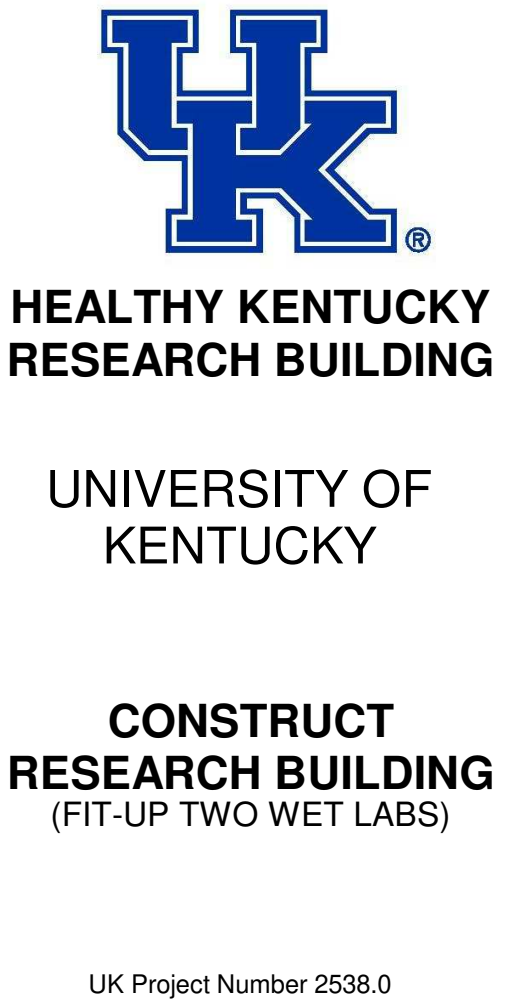 UK®
HEALTHY KENTUCKY
RESEARCH BUILDING
UNIVERSITY OF
KENTUCKY
CONSTRUCT
RESEARCH BUILDING
(FIT-UP TWO WET LABS)
UK Project Number 2538.0